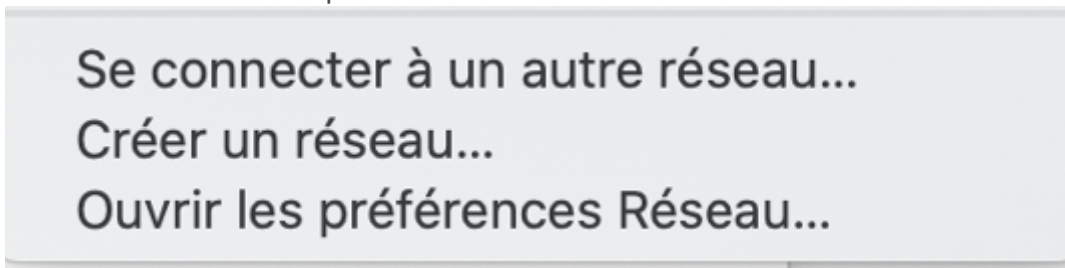 Se connecter à un autre réseau...
Créer un réseau...
Ouvrir les préférences Réseau...